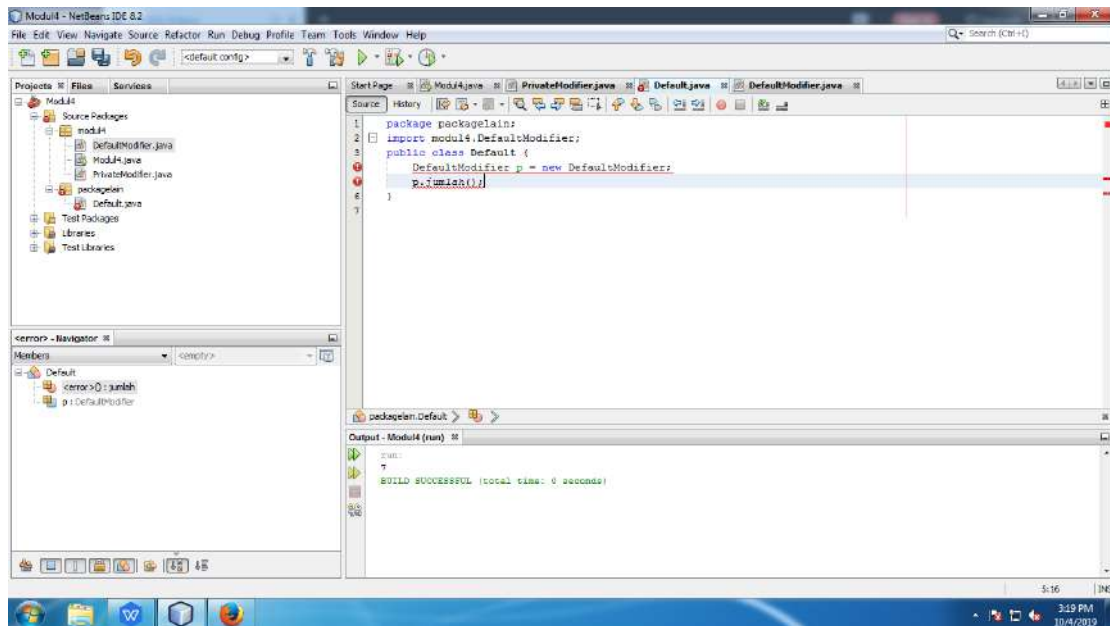 Modul4 - NetBeans IDE 8.2
File Edit View Navigate Source Refactor Run Debug Profile Team Tools Window Help
Search (Ctrl+I)
<default config>
Projects Files Services
Start Page Modul4.java PrivateModifier.java Default.java DefaultModifier.java
Modul4
Source Packages
modul4
DefaultModifier.java
Modul4.java
PrivateModifier.java
packagelain
Default.java
Test Packages
Libraries
Test Libraries
Source History
1 package packagelain;
2 import modul4.DefaultModifier;
3 public class Default {
DefaultModifier p = new DefaultModifier;
p.jumlah();
6 }
7
<error> - Navigator
Members <empty>
Default
<error>() : jumlah
p : DefaultModifier
packagelain.Default
Output - Modul4 (run)
run:
7
BUILD SUCCESSFUL (total time: 0 seconds)
5:16 INS
3:19 PM
10/4/2019